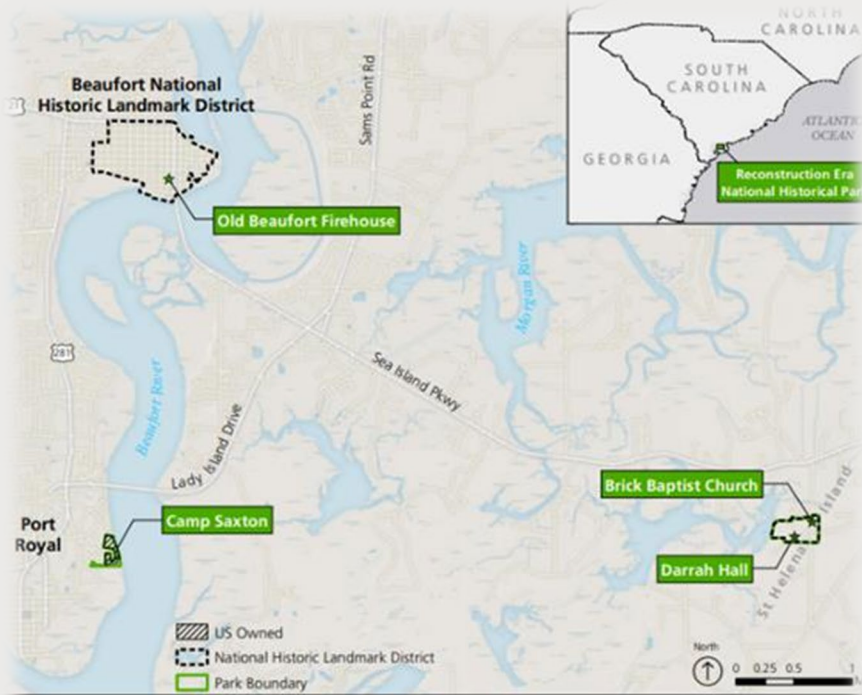 NORTH
CAROLINA
SOUTH
CAROLINA
ATLANTIC
OCEAN
GEORGIA
Reconstruction Era
National Historical Par
Beaufort National
Historic Landmark District
Sams Point Rd
Old Beaufort Firehouse
Morgan River
281
Beaufort River
Sea Island Pkwy
Lady Island Drive
Brick Baptist Church
Port
Royal
Camp Saxton
Darrah Hall
St Helena Island
US Owned
National Historic Landmark District
Park Boundary
North
0 0.25 0.5 1